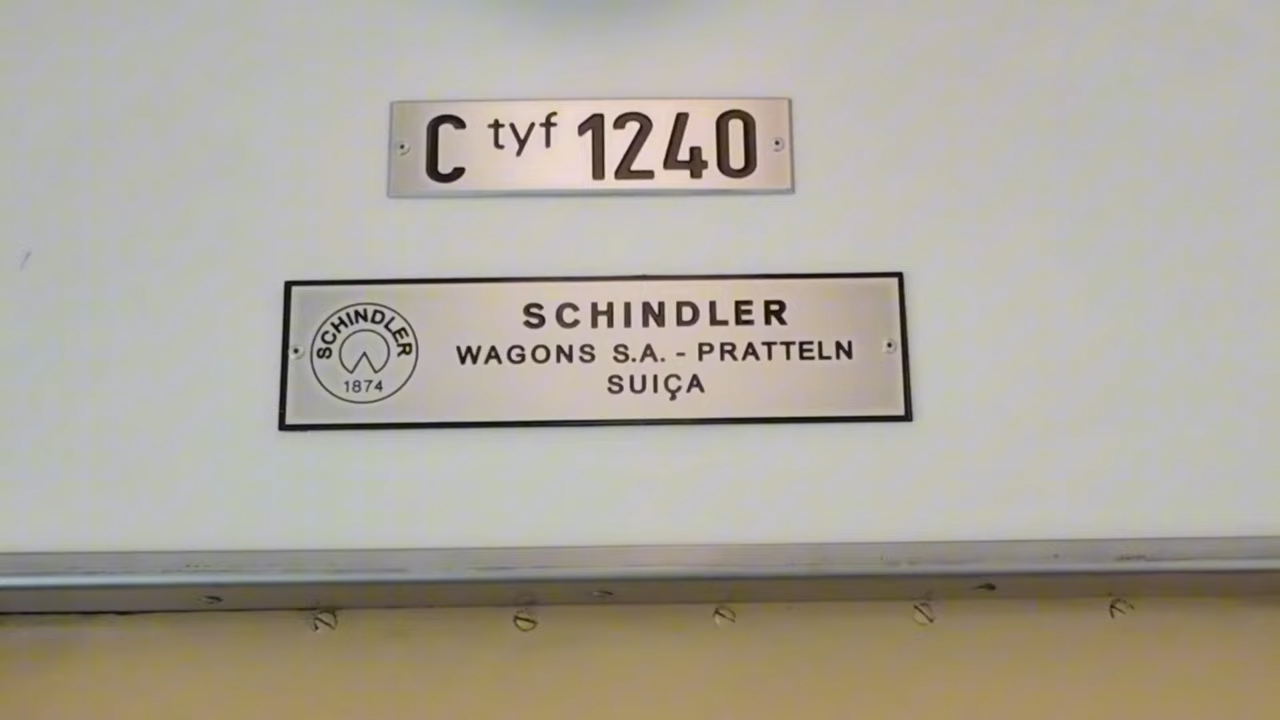 C tyf 1240
SCHINDLER
1874
SCHINDLER
WAGONS S.A. - PRATTELN
SUIÇA